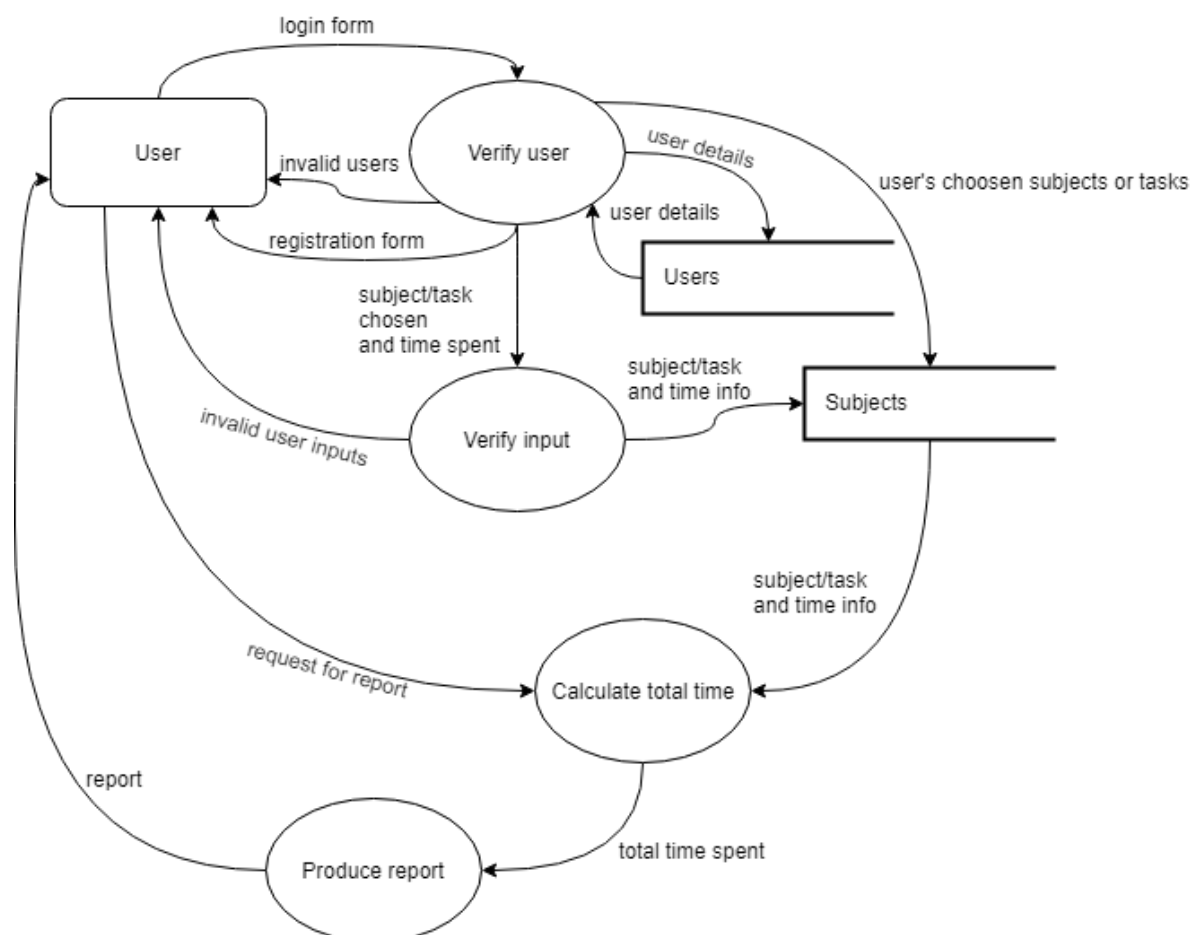 login form
User
Verify user
invalid users
user details
user's choosen subjects or tasks
user details
registration form
Users
subject/task
chosen
and time spent
subject/task
and time info
Subjects
invalid user inputs
Verify input
subject/task
and time info
request for report
Calculate total time
report
total time spent
Produce report